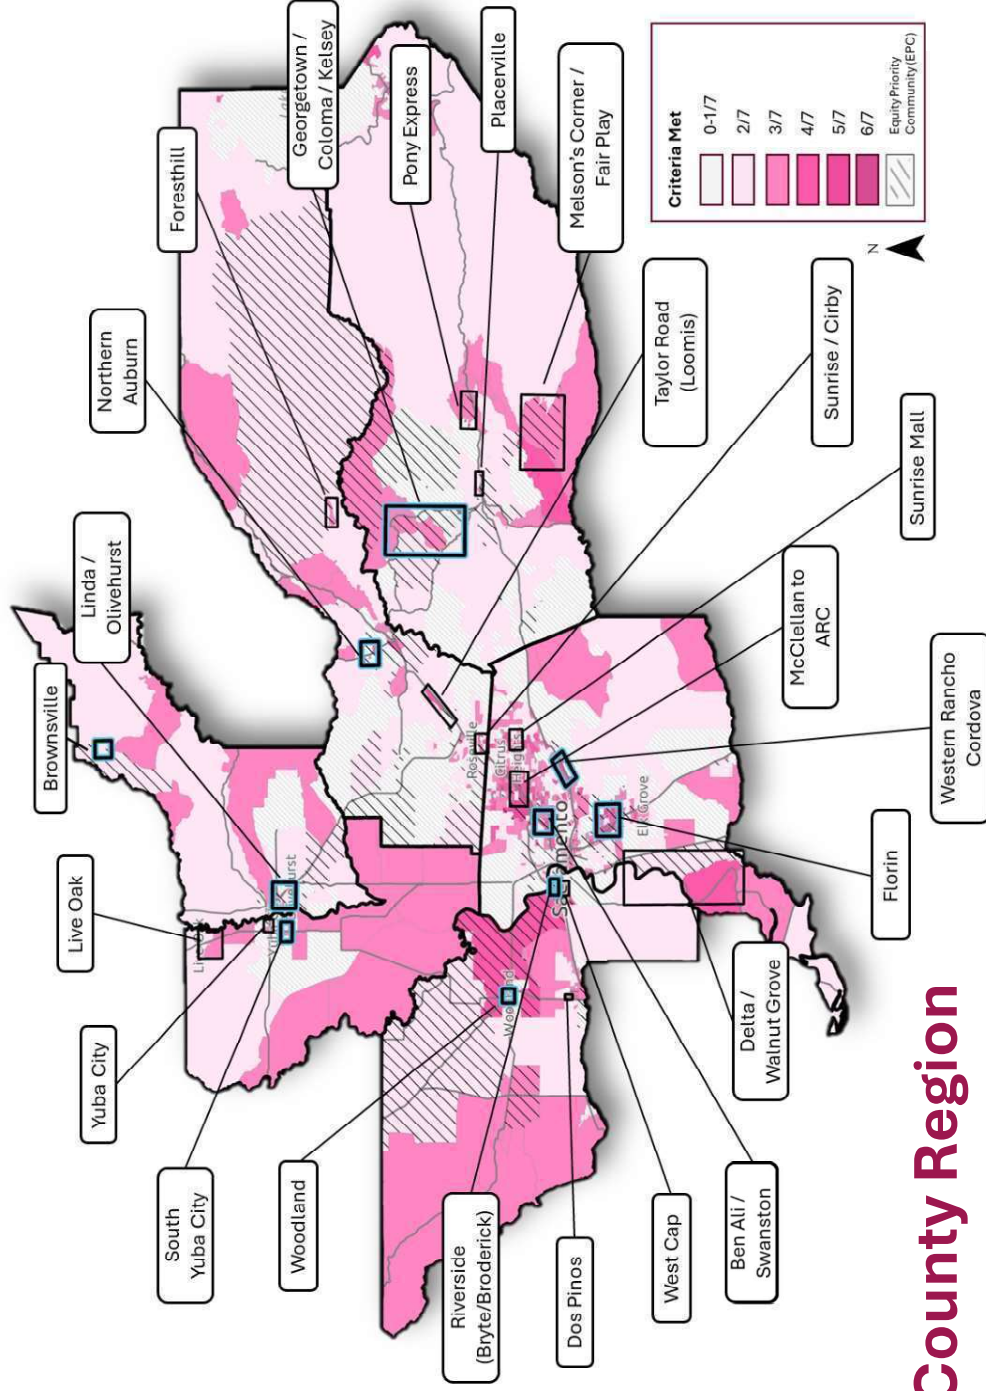 County Region
Brownsville
Linda /
Olivehurst
Northern
Auburn
Foresthill
Georgetown /
Coloma / Kelsey
Pony Express
Placerville
Melson's Corner /
Fair Play
Live Oak
Yuba City
South
Yuba City
Woodland
Riverside
(Bryte/Broderick)
Dos Pinos
West Cap
Ben Ali /
Swanston
Delta /
Walnut Grove
Florin
Western Rancho
Cordova
McClellan to
ARC
Sunrise Mall
Sunrise / Cirby
Taylor Road
(Loomis)
Roseville
Citrus
Heights
Elk Grove
N
Criteria Met
0-1/7
2/7
3/7
4/7
5/7
6/7
Equity Priority
Community(EPC)